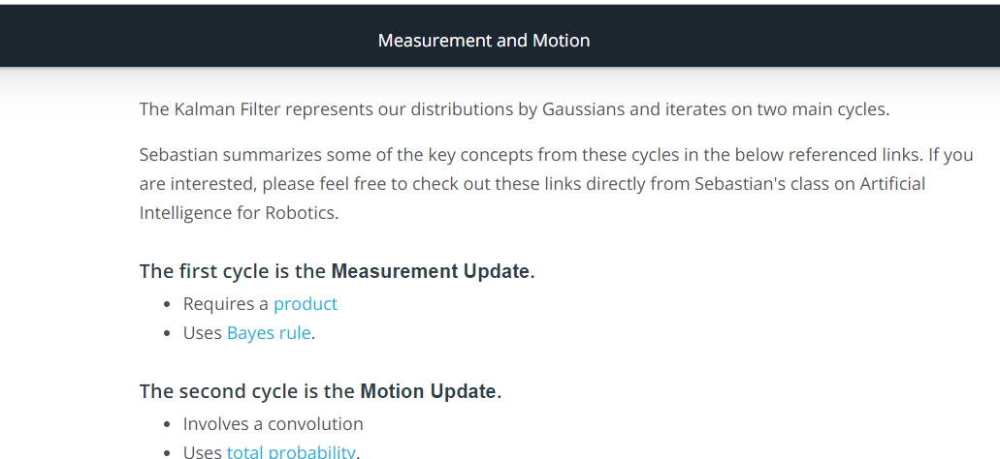 Measurement and Motion
The Kalman Filter represents our distributions by Gaussians and iterates on two main cycles.
Sebastian summarizes some of the key concepts from these cycles in the below referenced links. If you
are interested, please feel free to check out these links directly from Sebastian's class on Artificial
Intelligence for Robotics.
The first cycle is the Measurement Update.
• Requires a product
• Uses Bayes rule.
The second cycle is the Motion Update.
• Involves a convolution
• Uses total probability.